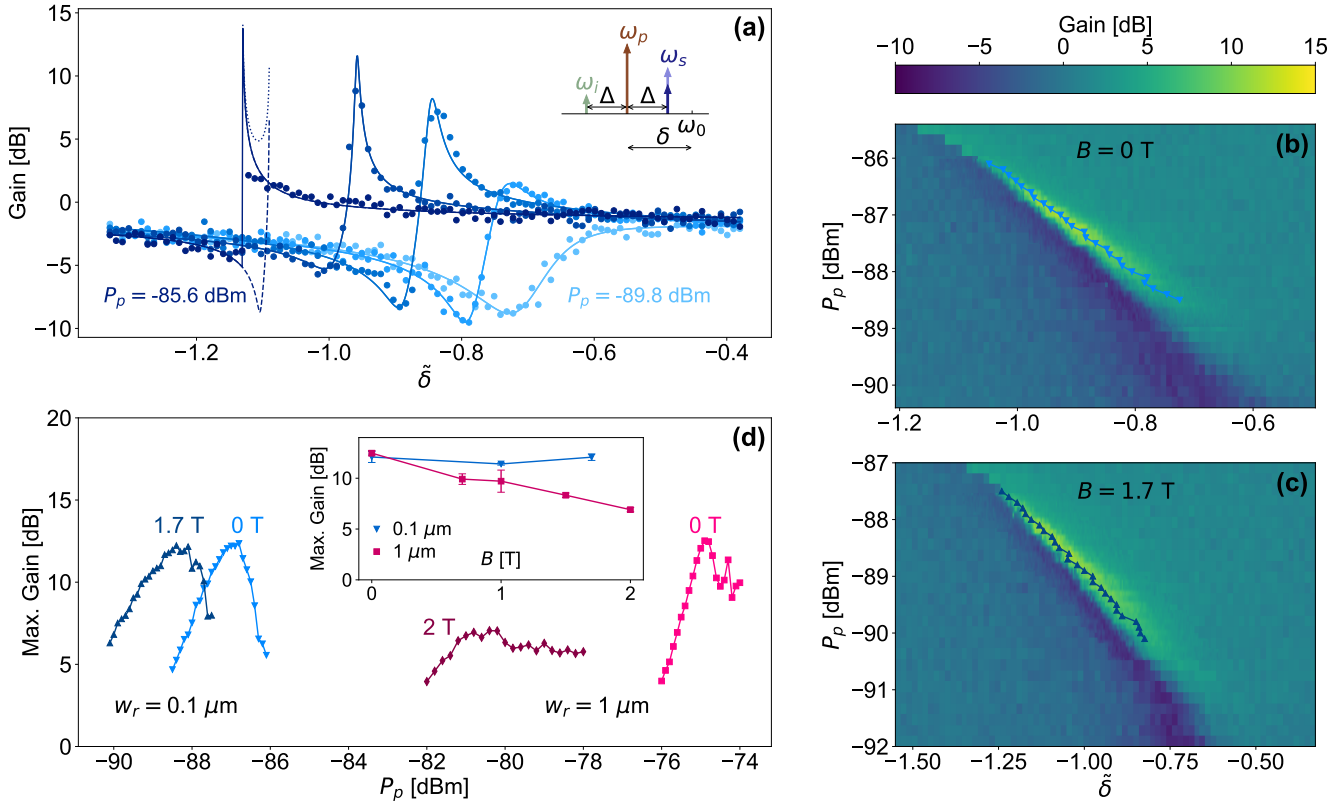 (a)
Gain [dB]
15
10
5
0
−5
−10
ω_p
ω_s
ω_i
Δ Δ
δ ω_0
P_p = -85.6 dBm
P_p = -89.8 dBm
−1.2 −1.0 −0.8 −0.6 −0.4
δ̃
Gain [dB]
−10 −5 0 5 10 15
(b)
B = 0 T
P_p [dBm]
−86
−87
−88
−89
−90
−1.2 −1.0 −0.8 −0.6
(c)
B = 1.7 T
P_p [dBm]
−87
−88
−89
−90
−91
−92
−1.50 −1.25 −1.00 −0.75 −0.50
δ̃
(d)
Max. Gain [dB]
20
15
10
5
0
1.7 T
0 T
2 T
0 T
w_r = 0.1 μm
w_r = 1 μm
Max. Gain [dB]
10
5
0
0.1 μm
1 μm
B [T]
0 1 2
−90 −88 −86 −84 −82 −80 −78 −76 −74
P_p [dBm]